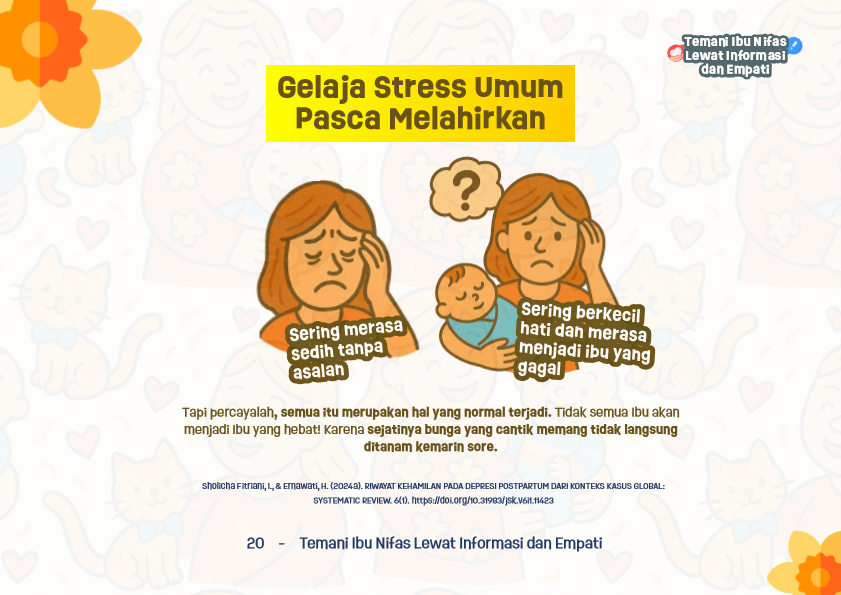 Temani Ibu Nifas
Lewat Informasi
dan Empati
Gelaja Stress Umum
Pasca Melahirkan
?
Sering merasa
sedih tanpa
asalan
Sering berkecil
hati dan merasa
menjadi ibu yang
gagal
Tapi percayalah, semua itu merupakan hal yang normal terjadi. Tidak semua Ibu akan
menjadi Ibu yang hebat! Karena sejatinya bunga yang cantik memang tidak langsung
ditanam kemarin sore.
Sholicha Fitriani, I., & Ernawati, H. (2024a). RIWAYAT KEHAMILAN PADA DEPRESI POSTPARTUM DARI KONTEKS KASUS GLOBAL:
SYSTEMATIC REVIEW. 6(1). https://doi.org/10.31983/jsk.v6i1.11423
20 - Temani Ibu Nifas Lewat Informasi dan Empati